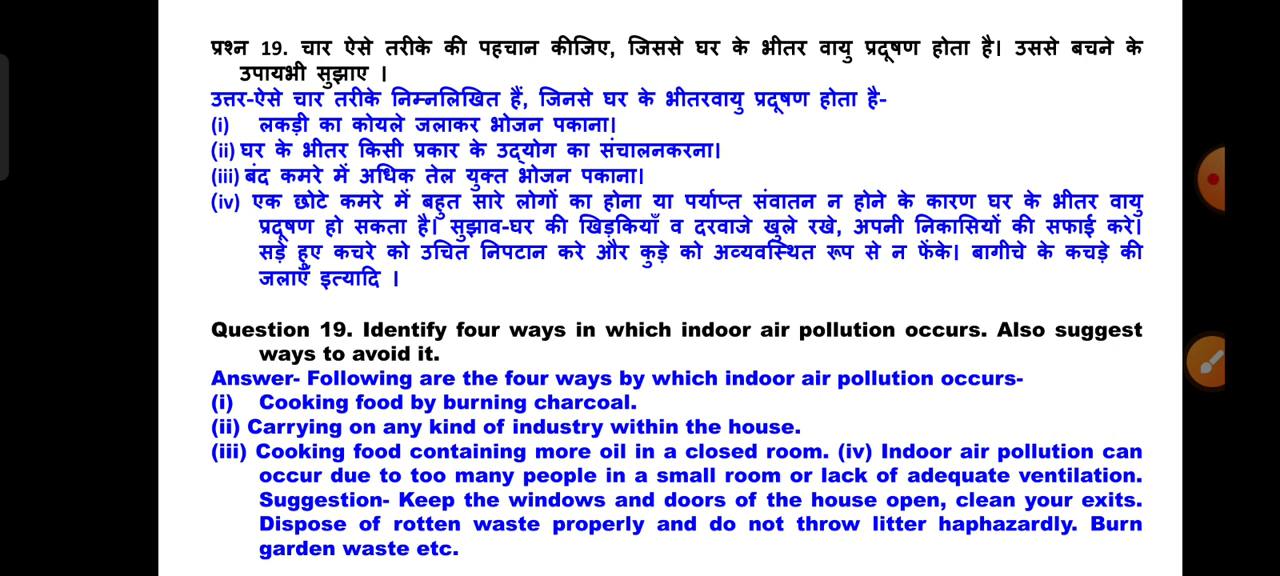 प्रश्न 19. चार ऐसे तरीके की पहचान कीजिए, जिससे घर के भीतर वायु प्रदूषण होता है। उससे बचने के
उपायभी सुझाए ।
उत्तर-ऐसे चार तरीके निम्नलिखित हैं, जिनसे घर के भीतरवायु प्रदूषण होता है-
(i) लकड़ी का कोयले जलाकर भोजन पकाना।
(ii) घर के भीतर किसी प्रकार के उद्योग का संचालनकरना।
(iii) बंद कमरे में अधिक तेल युक्त भोजन पकाना।
(iv) एक छोटे कमरे में बहुत सारे लोगों का होना या पर्याप्त संवातन न होने के कारण घर के भीतर वायु
प्रदूषण हो सकता है। सुझाव-घर की खिड़कियाँ व दरवाजे खुले रखे, अपनी निकासियों की सफाई करे।
सड़े हुए कचरे को उचित निपटान करे और कुड़े को अव्यवस्थित रूप से न फेंके। बागीचे के कचड़े की
जलाएँ इत्यादि ।
Question 19. Identify four ways in which indoor air pollution occurs. Also suggest
ways to avoid it.
Answer- Following are the four ways by which indoor air pollution occurs-
(i) Cooking food by burning charcoal.
(ii) Carrying on any kind of industry within the house.
(iii) Cooking food containing more oil in a closed room. (iv) Indoor air pollution can
occur due to too many people in a small room or lack of adequate ventilation.
Suggestion- Keep the windows and doors of the house open, clean your exits.
Dispose of rotten waste properly and do not throw litter haphazardly. Burn
garden waste etc.